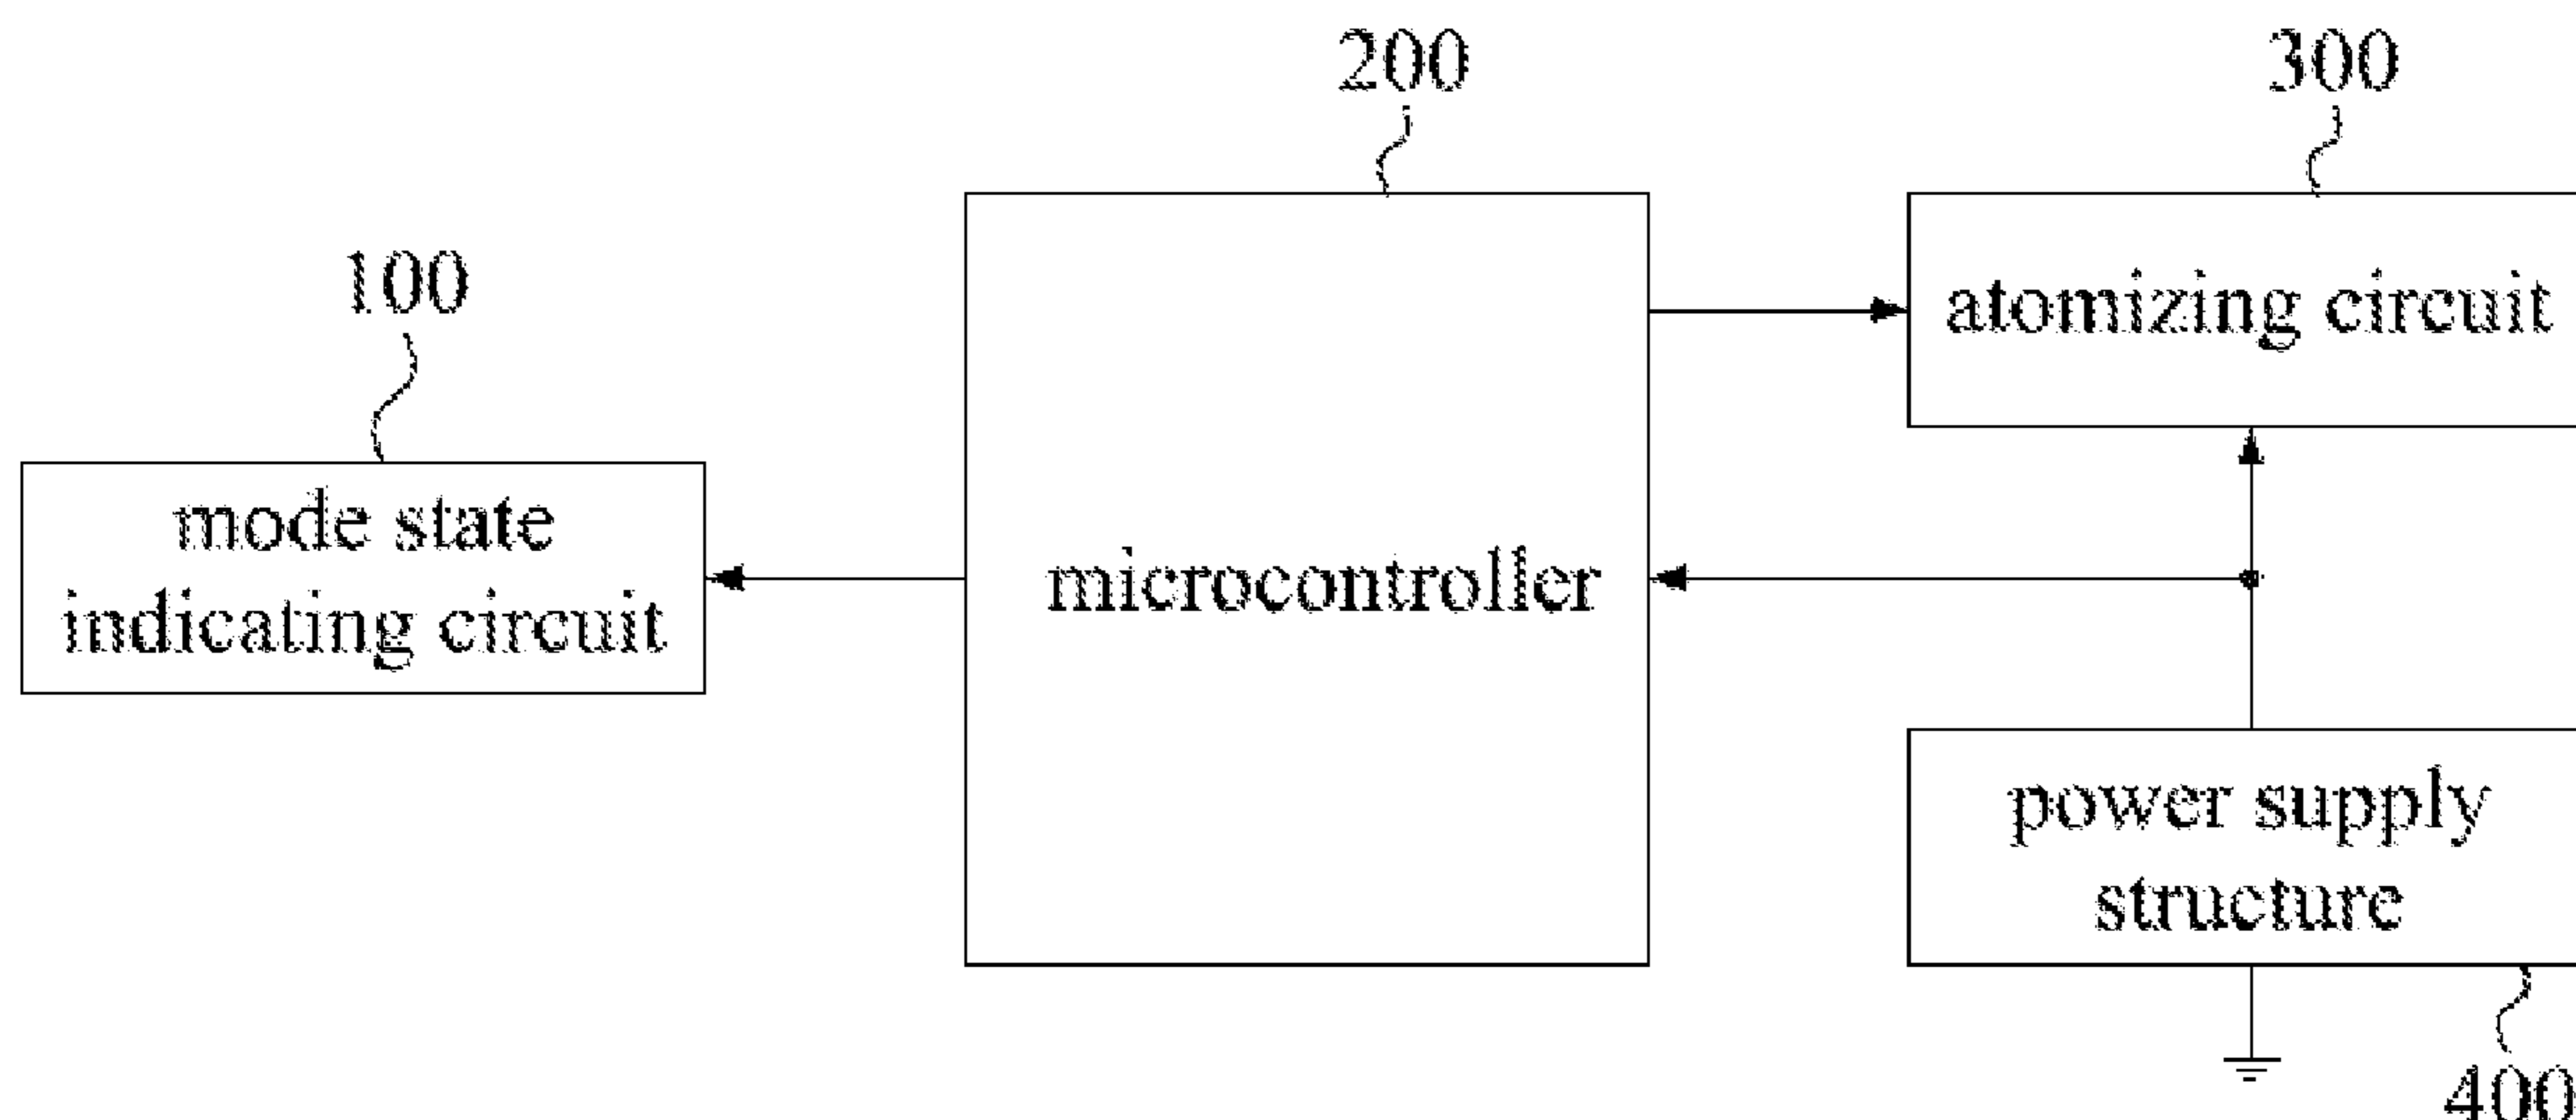 200
300
100
atomizing circuit
mode state
indicating circuit
microcontroller
power supply
structure
400